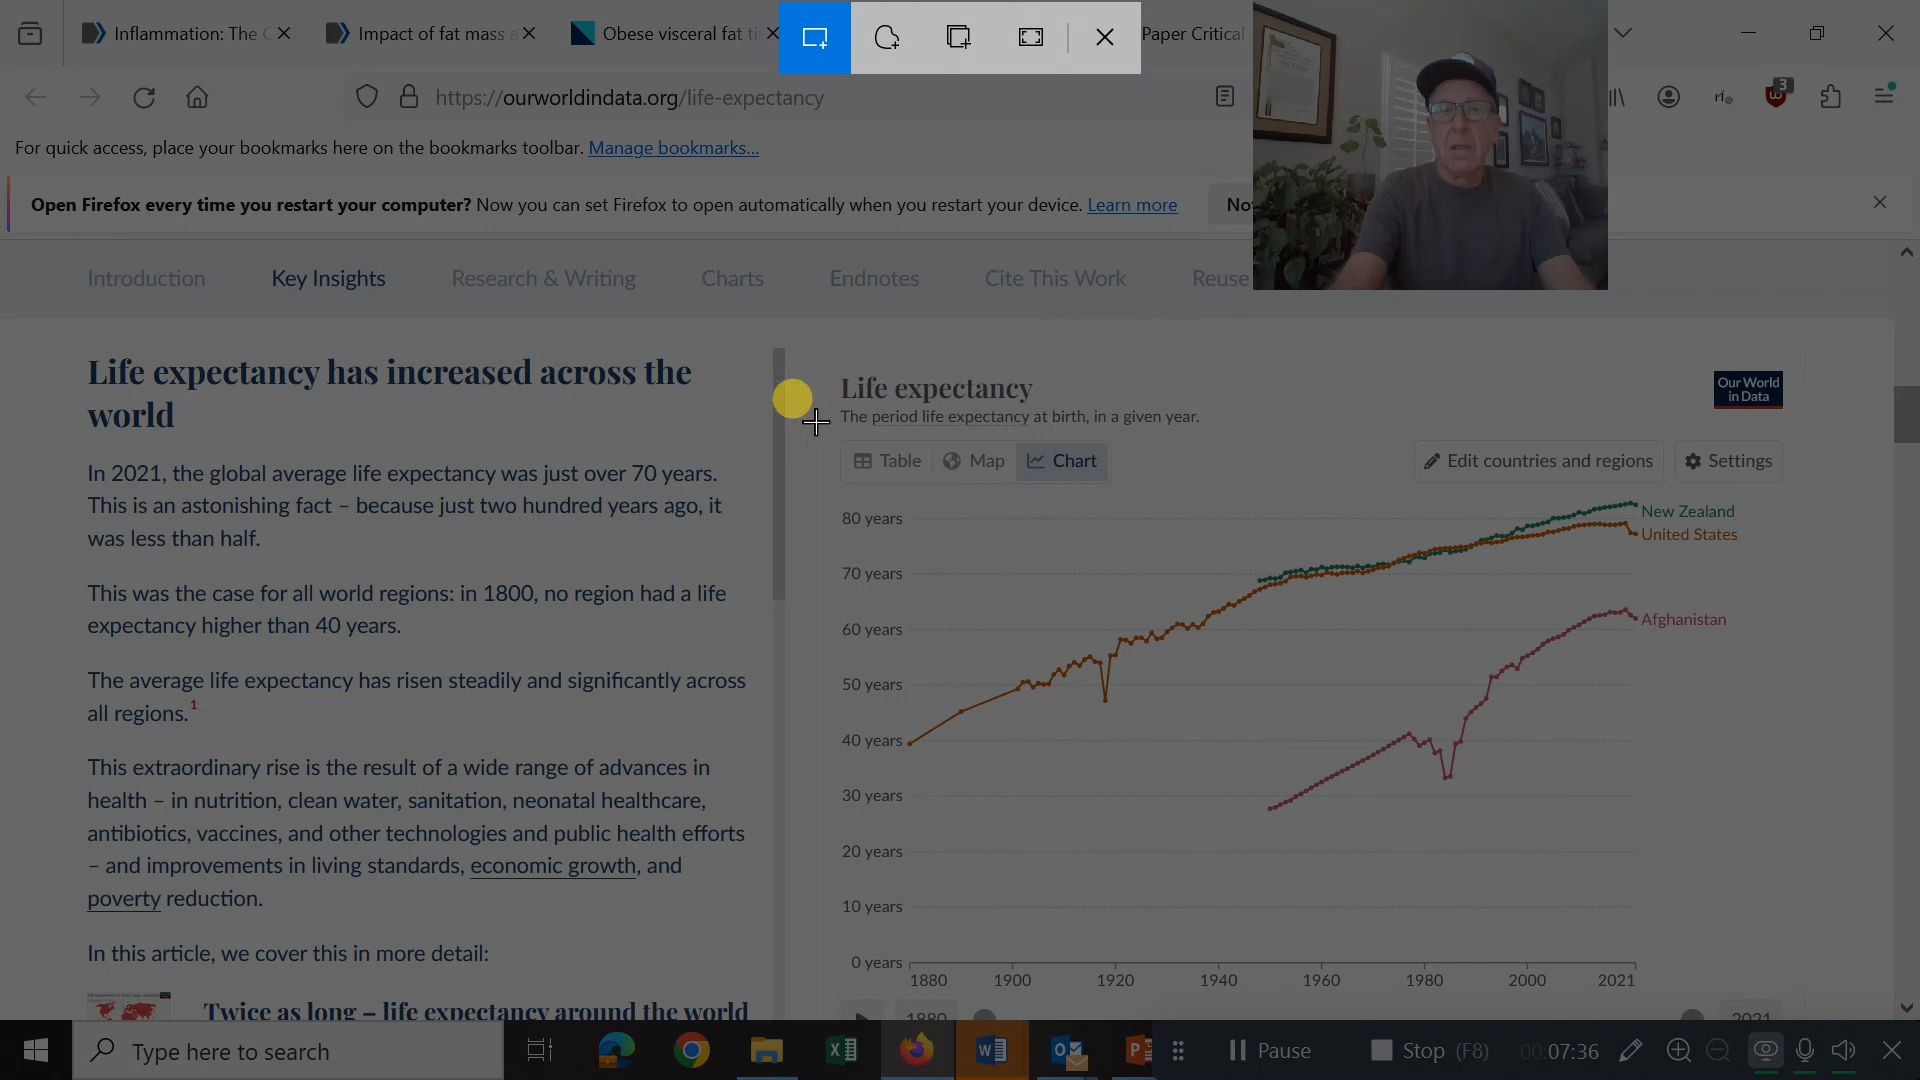 Inflammation: The C
Impact of fat mass a
Obese visceral fat ti
Paper Critical
https://ourworldindata.org/life-expectancy
3
For quick access, place your bookmarks here on the bookmarks toolbar. Manage bookmarks...
Open Firefox every time you restart your computer? Now you can set Firefox to open automatically when you restart your device. Learn more
No
Introduction
Key Insights
Research & Writing
Charts
Endnotes
Cite This Work
Reuse
Life expectancy has increased across the
world
In 2021, the global average life expectancy was just over 70 years.
This is an astonishing fact – because just two hundred years ago, it
was less than half.
This was the case for all world regions: in 1800, no region had a life
expectancy higher than 40 years.
The average life expectancy has risen steadily and significantly across
all regions.1
This extraordinary rise is the result of a wide range of advances in
health – in nutrition, clean water, sanitation, neonatal healthcare,
antibiotics, vaccines, and other technologies and public health efforts
– and improvements in living standards, economic growth, and
poverty reduction.
In this article, we cover this in more detail:
Twice as long – life expectancy around the world
Life expectancy
The period life expectancy at birth, in a given year.
Our World
in Data
Table
Map
Chart
Edit countries and regions
Settings
80 years
70 years
60 years
50 years
40 years
30 years
20 years
10 years
0 years
New Zealand
United States
Afghanistan
1880
1900
1920
1940
1960
1980
2000
2021
1880
2021
Type here to search
Pause
Stop (F8)
00:07:36